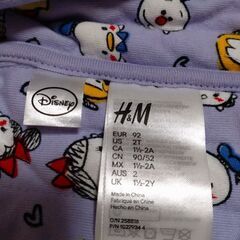 Disney
H&M
EUR 92
US 2T
CA 1½-2A
CN 90/52
MX 1½-2A
AUS 2
UK 1½-2Y
Made in China
Fabriqué en Chine
Hecho en China